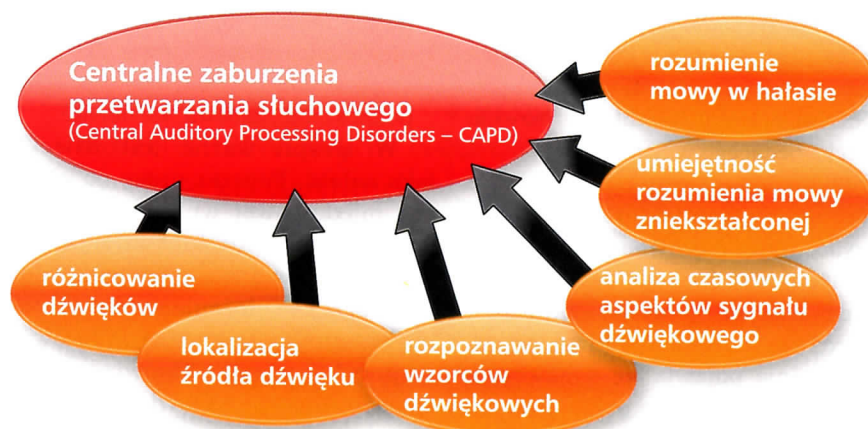 Centralne zaburzenia
przetwarzania słuchowego
(Central Auditory Processing Disorders – CAPD)
rozumienie
mowy w hałasie
umiejętność
rozumienia mowy
zniekształconej
analiza czasowych
aspektów sygnału
dźwiękowego
rozpoznawanie
wzorców
dźwiękowych
lokalizacja
źródła dźwięku
różnicowanie
dźwięków